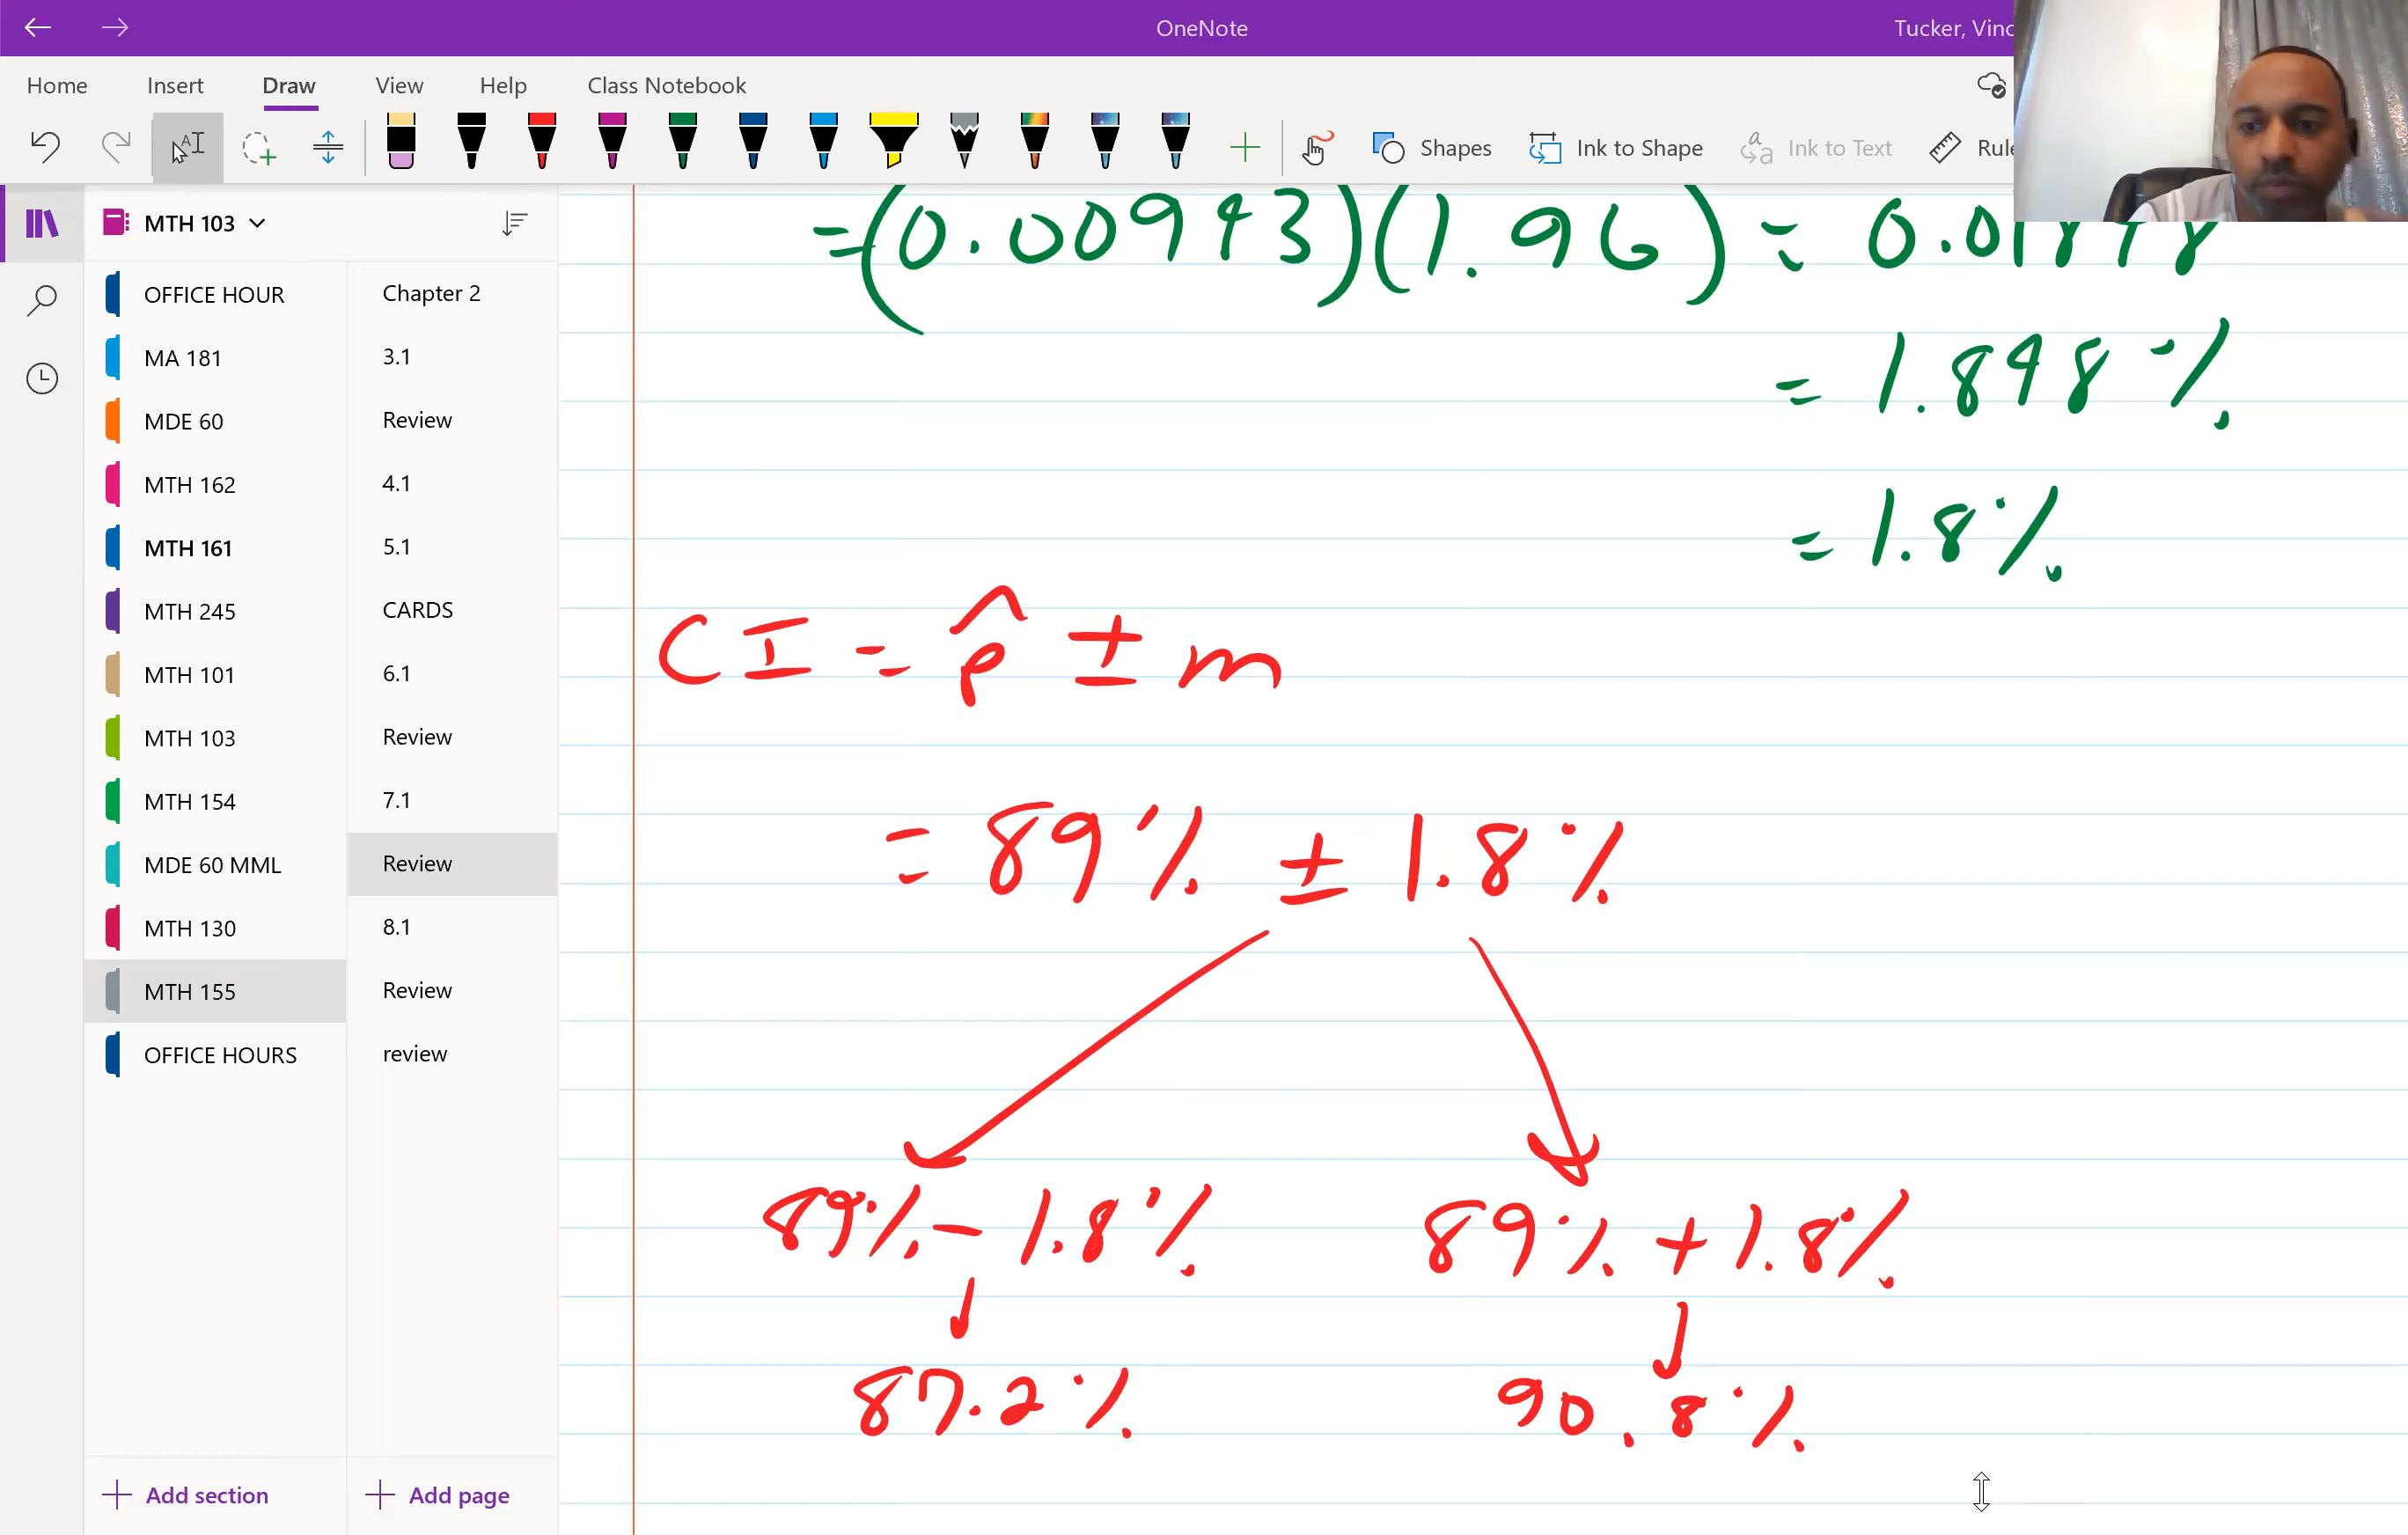 OneNote
Tucker, Vinc
Home Insert Draw View Help Class Notebook
Shapes Ink to Shape Ink to Text Rule
MTH 103
OFFICE HOUR
MA 181
MDE 60
MTH 162
MTH 161
MTH 245
MTH 101
MTH 103
MTH 154
MDE 60 MML
MTH 130
MTH 155
OFFICE HOURS
Add section
Chapter 2
3.1
Review
4.1
5.1
CARDS
6.1
Review
7.1
Review
8.1
Review
review
Add page
=(0.00943)(1.96) = 0.01848
= 1.848%
= 1.8%
CI = p̂ ± m
= 89% ± 1.8%
89% - 1.8% 89% + 1.8%
87.2% 90.8%